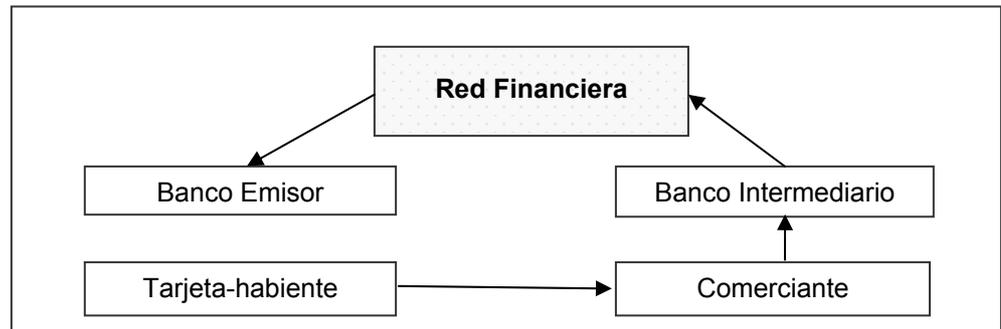 Red Financiera
Banco Emisor
Banco Intermediario
Tarjeta-habiente
Comerciante